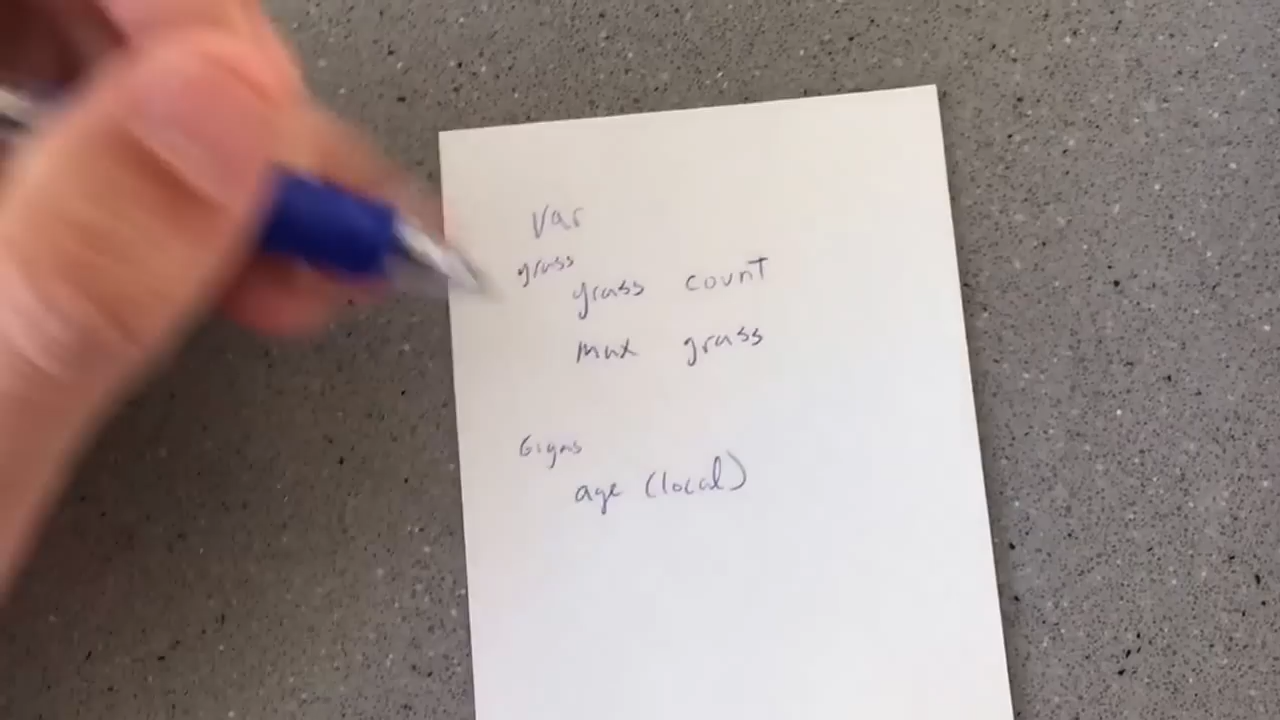 Var
grass
grass count
max grass
Gigas
age (local)